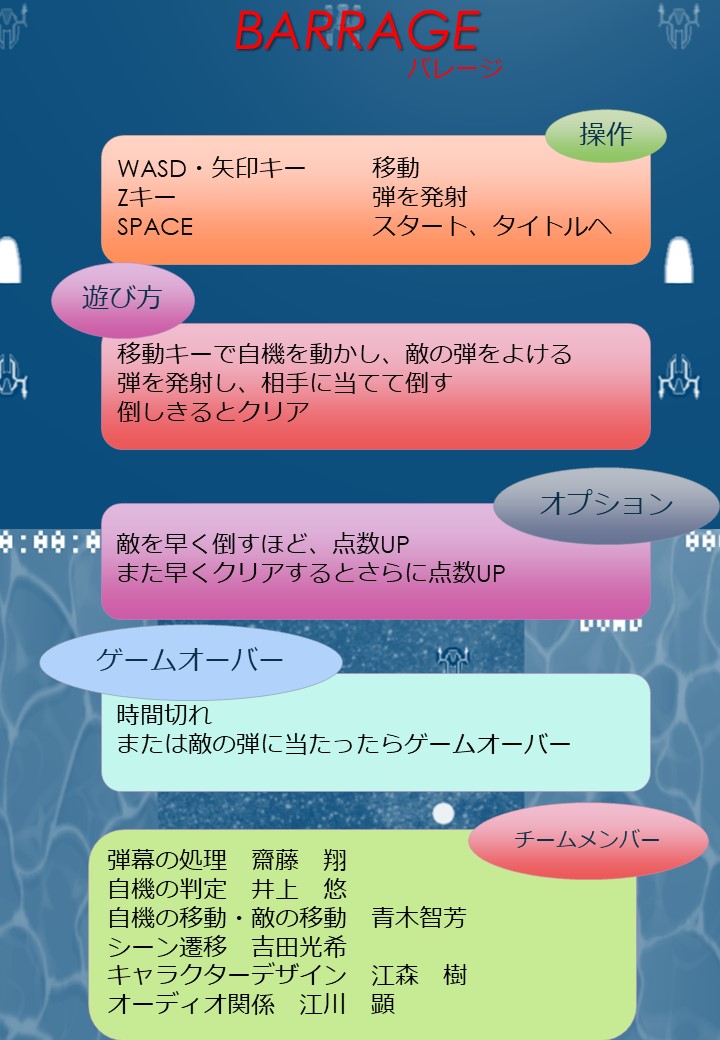 BARRAGE
バレージ
操作
WASD・矢印キー　移動
Zキー　弾を発射
SPACE　スタート、タイトルへ
遊び方
移動キーで自機を動かし、敵の弾をよける
弾を発射し、相手に当てて倒す
倒しきるとクリア
オプション
敵を早く倒すほど、点数UP
また早くクリアするとさらに点数UP
ゲームオーバー
時間切れ
または敵の弾に当たったらゲームオーバー
チームメンバー
弾幕の処理　齋藤　翔
自機の判定　井上　悠
自機の移動・敵の移動　青木智芳
シーン遷移　吉田光希
キャラクターデザイン　江森　樹
オーディオ関係　江川　顕